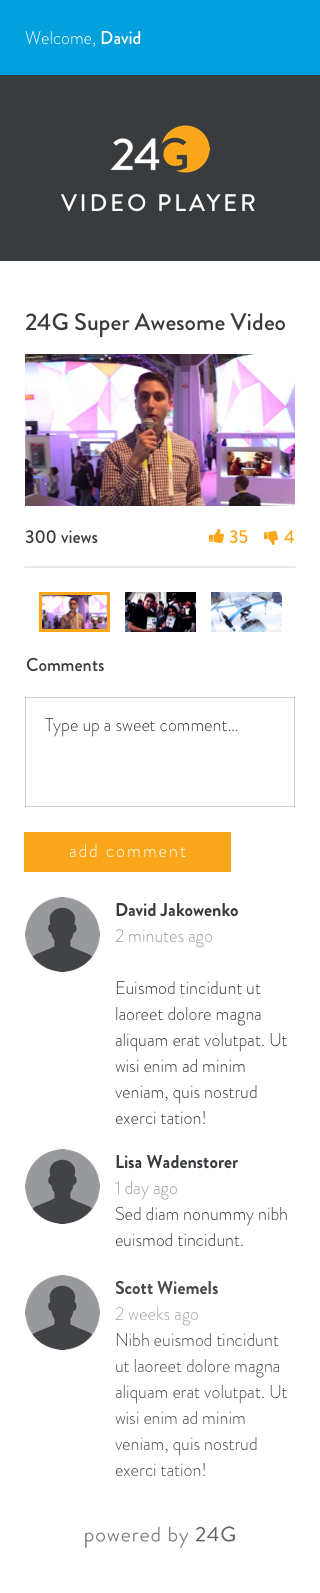 Welcome, David
24G
VIDEO PLAYER
24G Super Awesome Video
300 views 35 4
Comments
Type up a sweet comment...
add comment
David Jakowenko
2 minutes ago
Euismod tincidunt ut
laoreet dolore magna
aliquam erat volutpat. Ut
wisi enim ad minim
veniam, quis nostrud
exerci tation!
Lisa Wadenstorer
1 day ago
Sed diam nonummy nibh
euismod tincidunt.
Scott Wiemels
2 weeks ago
Nibh euismod tincidunt
ut laoreet dolore magna
aliquam erat volutpat. Ut
wisi enim ad minim
veniam, quis nostrud
exerci tation!
powered by 24G